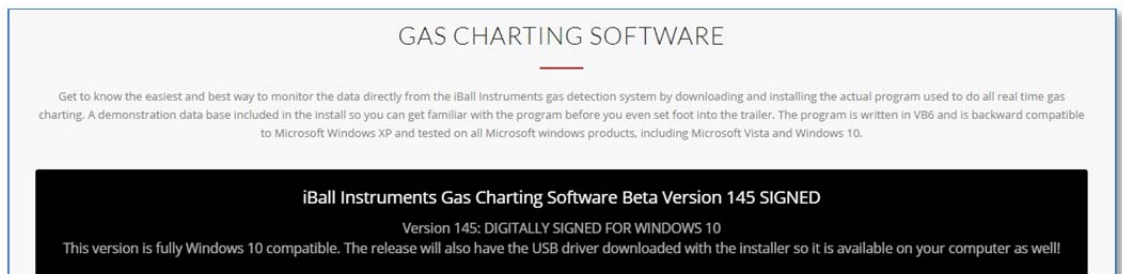 GAS CHARTING SOFTWARE
Get to know the easiest and best way to monitor the data directly from the iBall Instruments gas detection system by downloading and installing the actual program used to do all real time gas
charting. A demonstration data base included in the install so you can get familiar with the program before you even set foot into the trailer. The program is written in VB6 and is backward compatible
to Microsoft Windows XP and tested on all Microsoft windows products, including Microsoft Vista and Windows 10.
iBall Instruments Gas Charting Software Beta Version 145 SIGNED
Version 145: DIGITALLY SIGNED FOR WINDOWS 10
This version is fully Windows 10 compatible. The release will also have the USB driver downloaded with the installer so it is available on your computer as well!